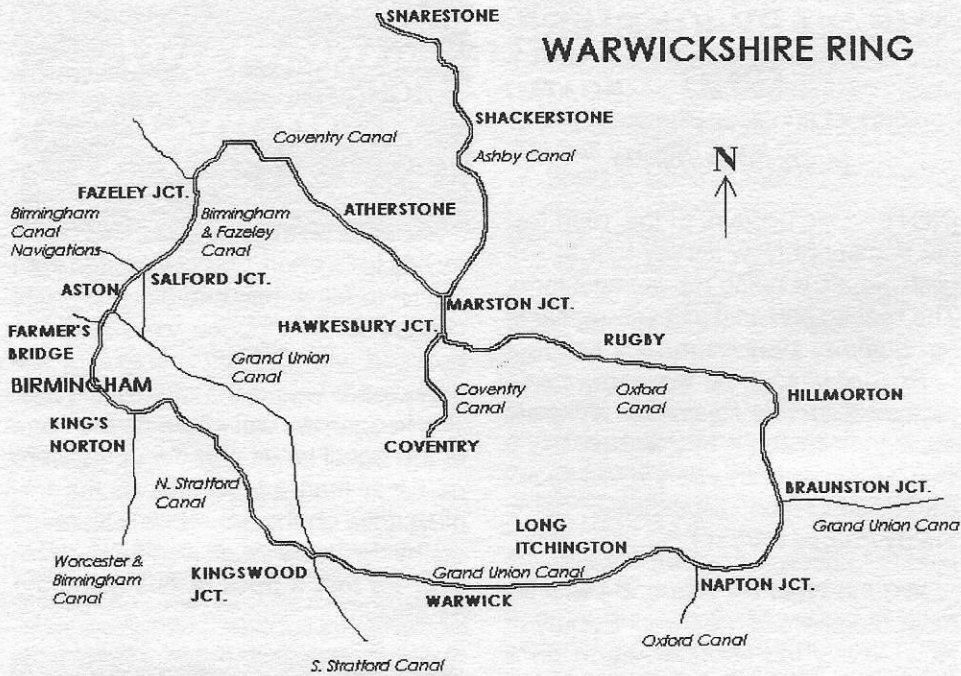 SNARESTONE
WARWICKSHIRE RING
SHACKERSTONE
Coventry Canal
Ashby Canal
N
FAZELEY JCT.
ATHERSTONE
Birmingham
Canal
Navigations
Birmingham
& Fazeley
Canal
SALFORD JCT.
ASTON
MARSTON JCT.
FARMER'S
BRIDGE
HAWKESBURY JCT.
RUGBY
Grand Union
Canal
BIRMINGHAM
Coventry
Canal
Oxford
Canal
HILLMORTON
KING'S
NORTON
COVENTRY
N. Stratford
Canal
BRAUNSTON JCT.
Grand Union Cana
LONG
ITCHINGTON
Worcester &
Birmingham
Canal
KINGSWOOD
JCT.
Grand Union Canal
WARWICK
NAPTON JCT.
Oxford Canal
S. Stratford Canal